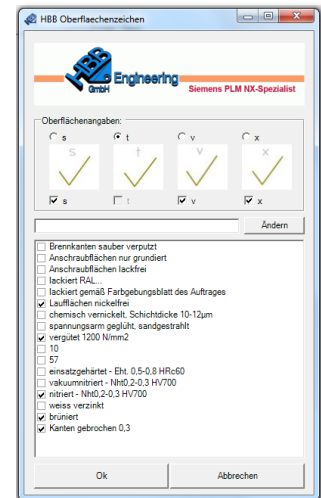 HBB Oberflaechenzeichen
HBB
GmbH Engineering
Siemens PLM NX-Spezialist
Oberflächenangaben:
s t v x
s t v x
s t v x
Ändern
Brennkanten sauber verputzt
Anschraubflächen nur grundiert
Anschraubflächen lackfrei
lackiert RAL...
lackiert gemäß Farbgebungsblatt des Auftrages
Laufflächen nickelfrei
chemisch vernickelt, Schichtdicke 10-12µm
spannungsarm geglüht, sandgestrahlt
vergütet 1200 N/mm2
10
57
einsatzgehärtet - Eht. 0,5-0,8 HRc60
vakuumnitriert - Nht0,2-0,3 HV700
nitriert - Nht0,2-0,3 HV700
weiss verzinkt
brüniert
Kanten gebrochen 0,3
Ok Abbrechen